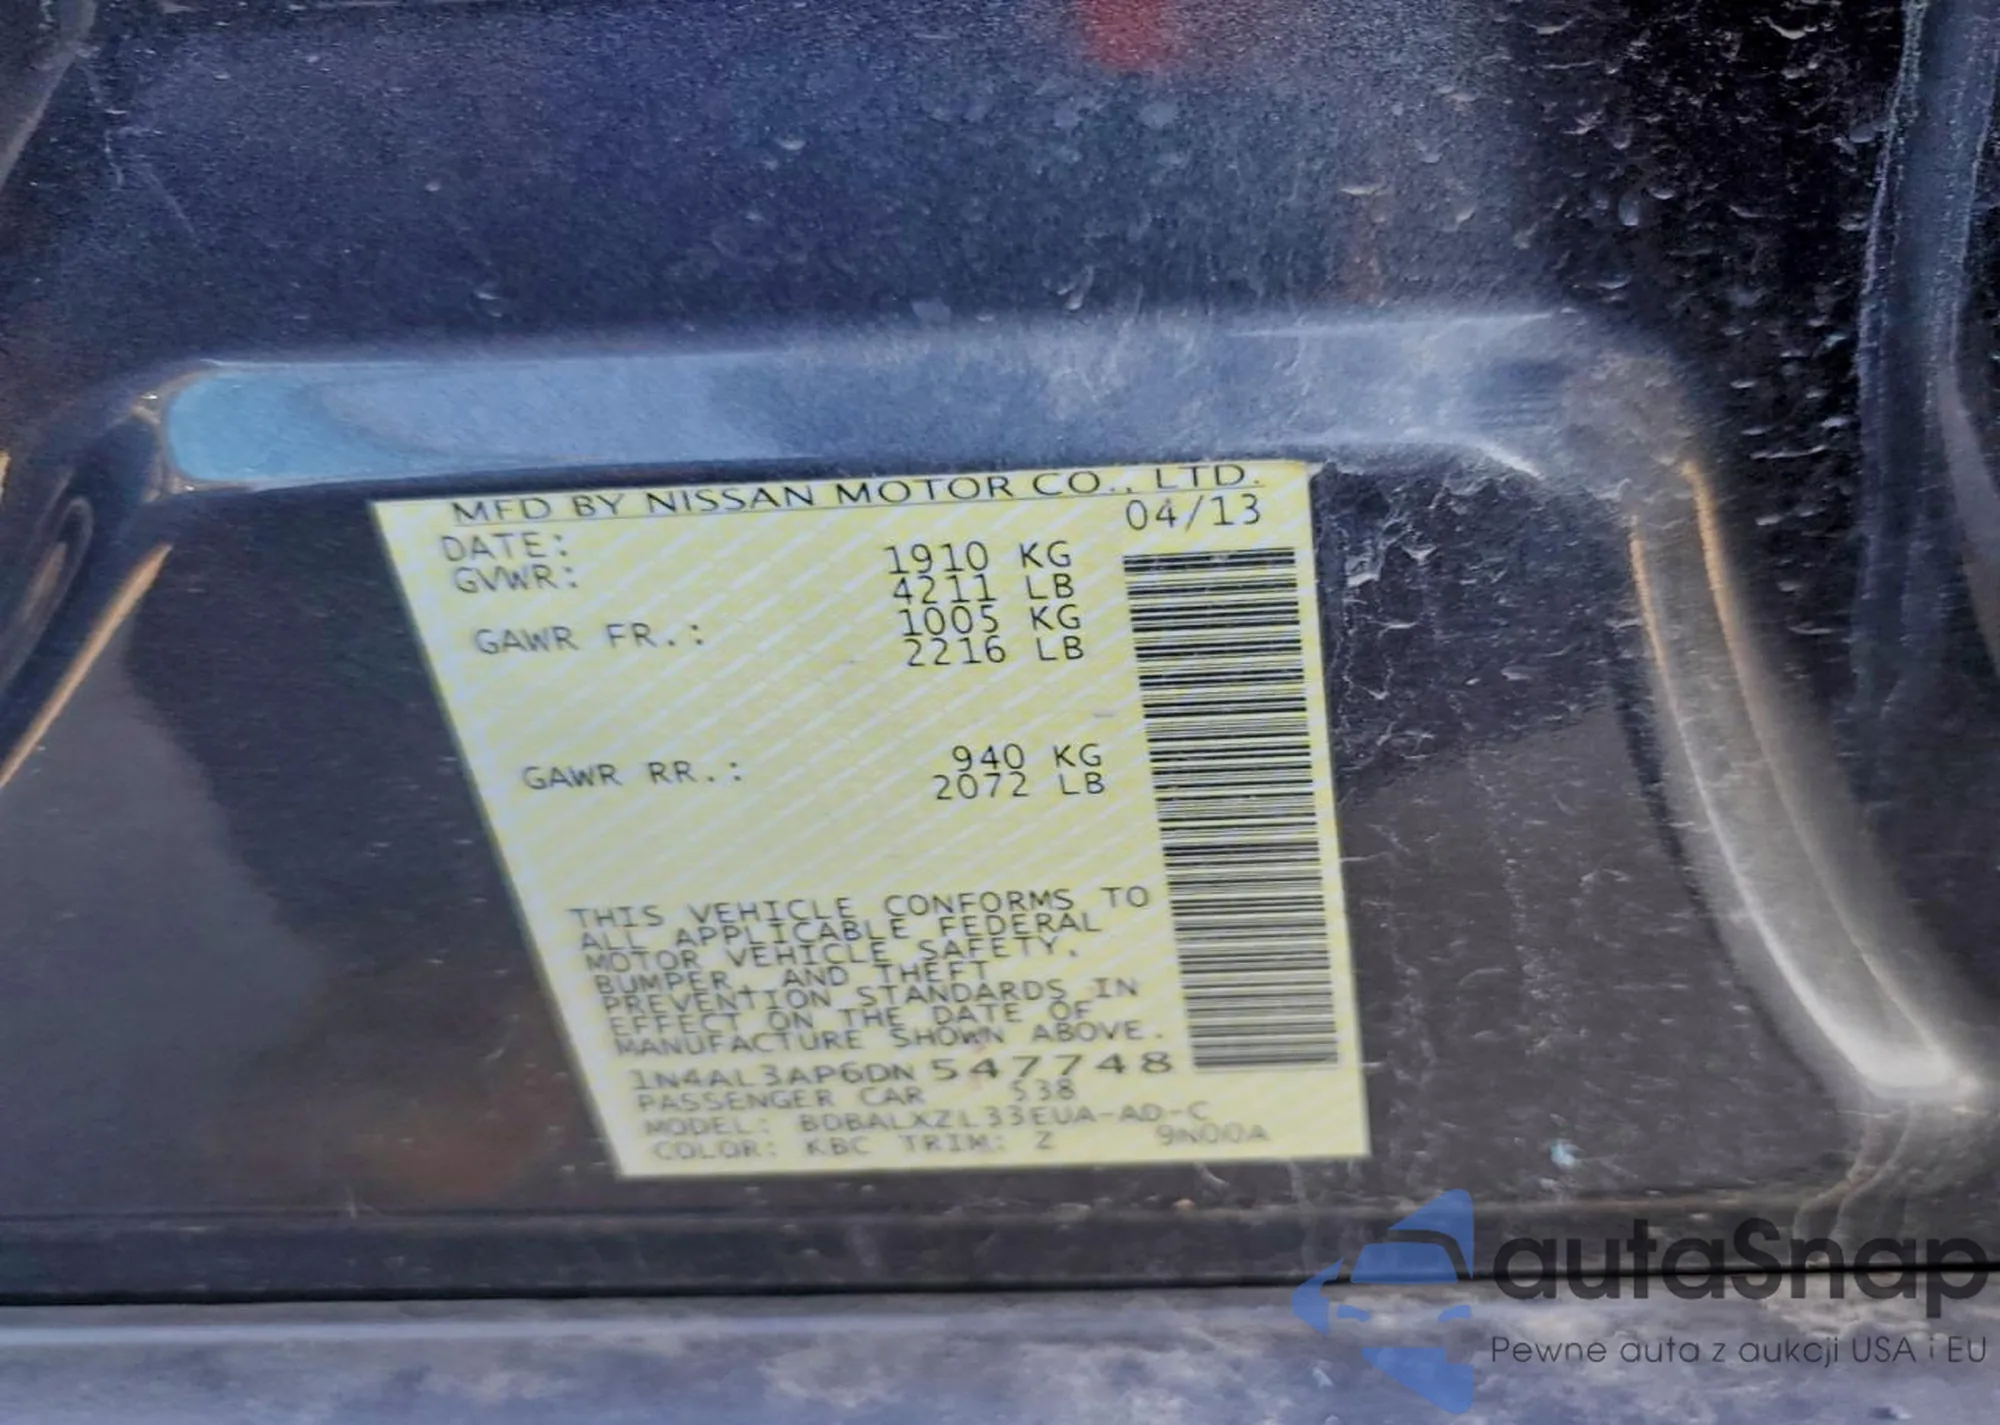 MFD BY NISSAN MOTOR CO., LTD.
DATE: 04/13
GVWR: 1910 KG
4211 LB
GAWR FR.: 1005 KG
2216 LB
GAWR RR.: 940 KG
2072 LB
THIS VEHICLE CONFORMS TO
ALL APPLICABLE FEDERAL
MOTOR VEHICLE SAFETY,
BUMPER, AND THEFT
PREVENTION STANDARDS IN
EFFECT ON THE DATE OF
MANUFACTURE SHOWN ABOVE.
1N4AL3AP6DN547748
PASSENGER CAR S38
MODEL: BDBALXZL33EUA-AD-C
COLOR: KBC TRIM: Z 9N00A
autaSnap
Pewne auta z aukcji USA i EU